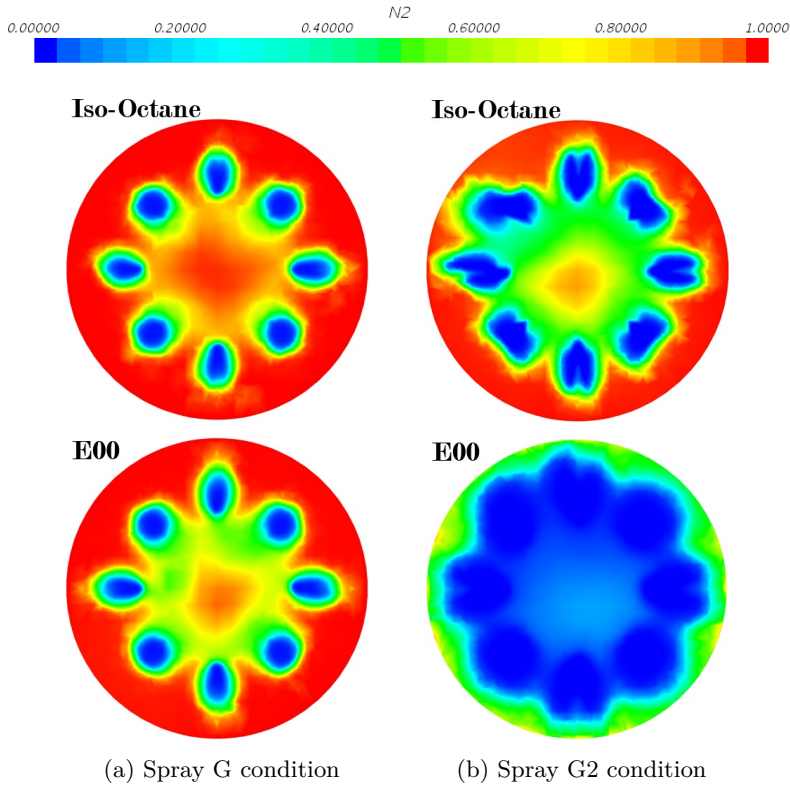 N2
0.00000 0.20000 0.40000 0.60000 0.80000 1.0000
Iso-Octane Iso-Octane
E00 E00
(a) Spray G condition (b) Spray G2 condition